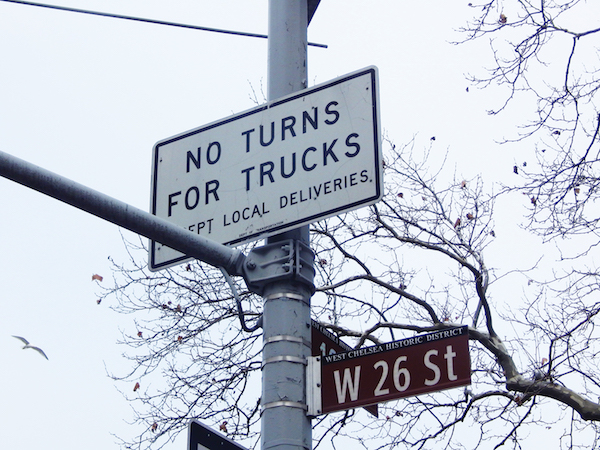 NO TURNS
FOR TRUCKS
EPT LOCAL DELIVERIES.
WEST CHELSEA HISTORIC DISTRICT
W 26 St